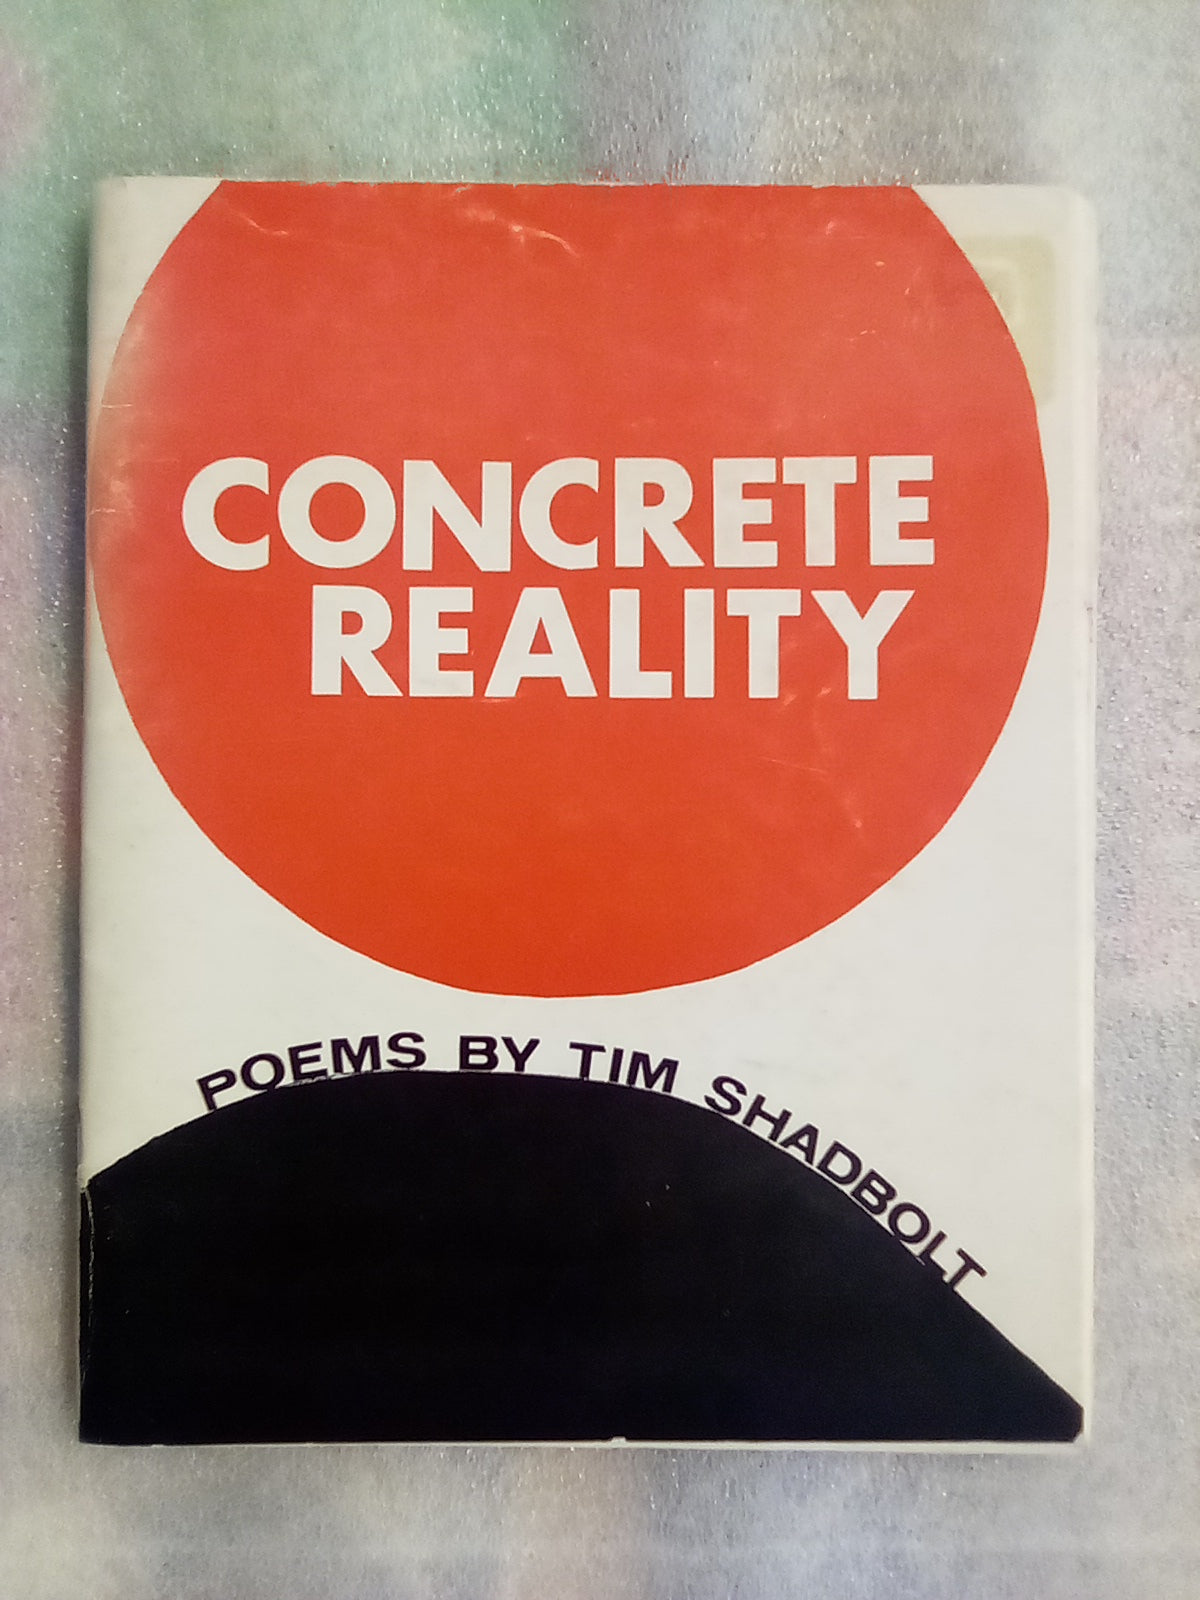 CONCRETE
REALITY
POEMS BY TIM SHADBOLT